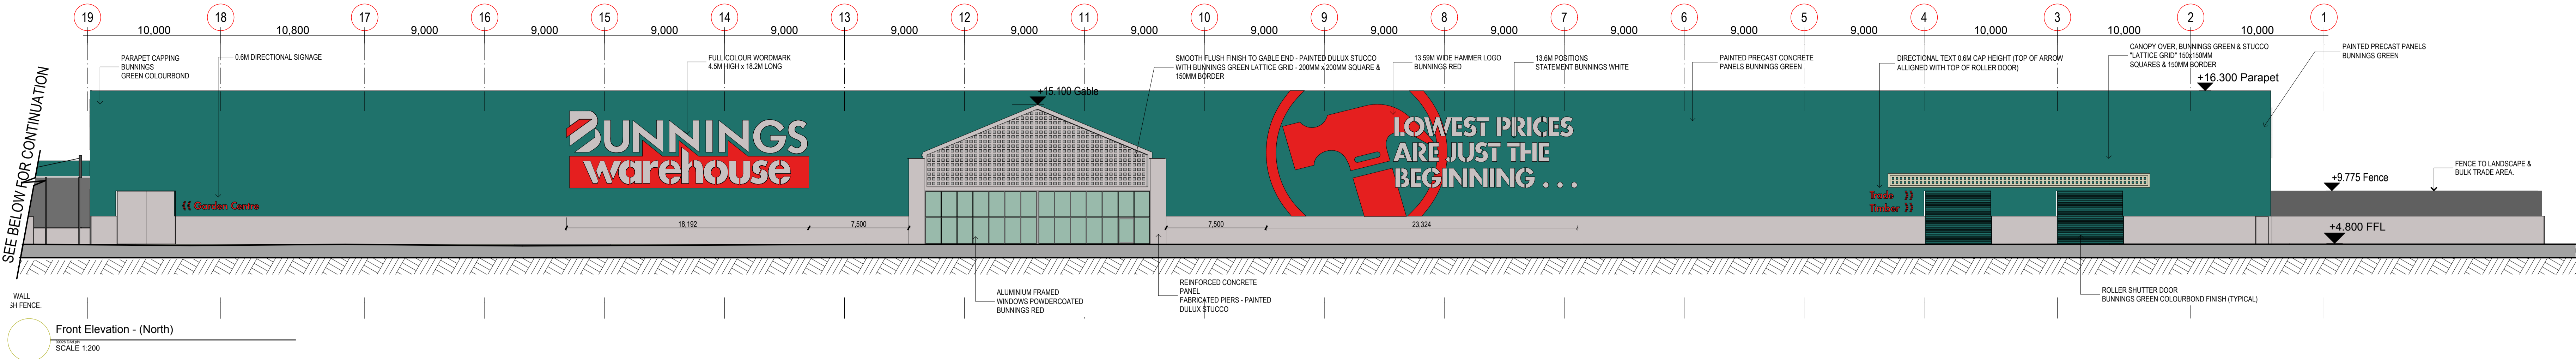 19 18 17 16 15 14 13 12 11 10 9 8 7 6 5 4 3 2 1
10,000 10,800 9,000 9,000 9,000 9,000 9,000 9,000 9,000 9,000 9,000 9,000 9,000 9,000 9,000 10,000 10,000 10,000
PARAPET CAPPING
BUNNINGS
GREEN COLOURBOND
0.6M DIRECTIONAL SIGNAGE
FULL COLOUR WORDMARK
4.5M HIGH x 18.2M LONG
SMOOTH FLUSH FINISH TO GABLE END - PAINTED DULUX STUCCO
WITH BUNNINGS GREEN LATTICE GRID - 200MM x 200MM SQUARE &
150MM BORDER
13.59M WIDE HAMMER LOGO
BUNNINGS RED
13.6M POSITIONS
STATEMENT BUNNINGS WHITE
PAINTED PRECAST CONCRETE
PANELS BUNNINGS GREEN
DIRECTIONAL TEXT 0.6M CAP HEIGHT (TOP OF ARROW
ALLIGNED WITH TOP OF ROLLER DOOR)
CANOPY OVER, BUNNINGS GREEN & STUCCO
"LATTICE GRID" 150x150MM
SQUARES & 150MM BORDER
PAINTED PRECAST PANELS
BUNNINGS GREEN
+16.300 Parapet
+15.100 Gable
SEE BELOW FOR CONTINUATION
BUNNINGS
warehouse
LOWEST PRICES
ARE JUST THE
BEGINNING . . .
Garden Centre
Trade
Timber
FENCE TO LANDSCAPE &
BULK TRADE AREA.
+9.775 Fence
+4.800 FFL
18,192 7,500 7,500 23,324
WALL
SH FENCE.
ALUMINIUM FRAMED
WINDOWS POWDERCOATED
BUNNINGS RED
REINFORCED CONCRETE
PANEL
FABRICATED PIERS - PAINTED
DULUX STUCCO
ROLLER SHUTTER DOOR
BUNNINGS GREEN COLOURBOND FINISH (TYPICAL)
Front Elevation - (North)
SCALE 1:200